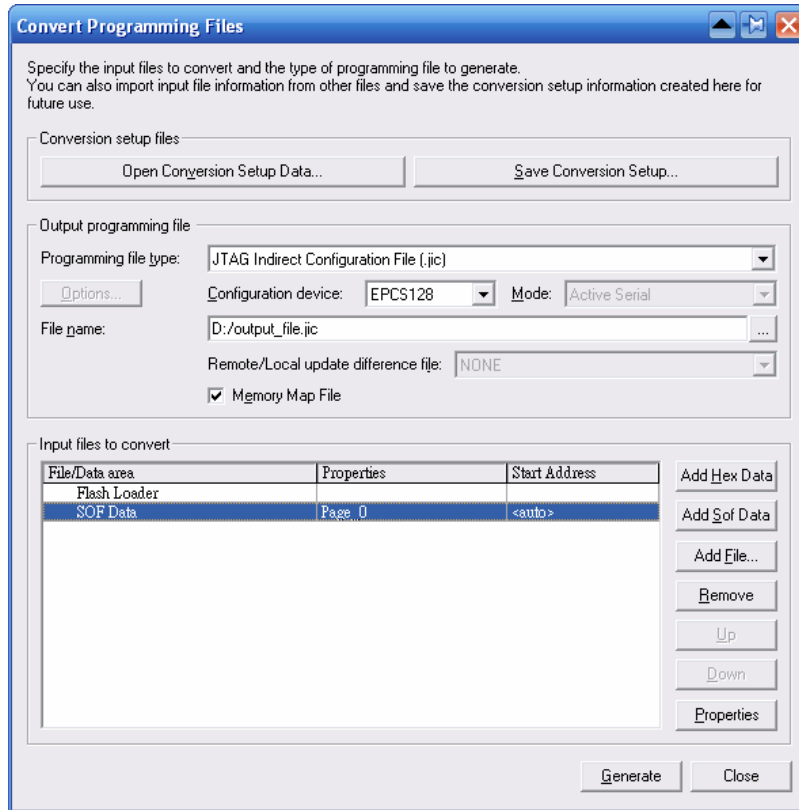 Convert Programming Files
Specify the input files to convert and the type of programming file to generate.
You can also import input file information from other files and save the conversion setup information created here for
future use.
Conversion setup files
Open Conversion Setup Data...
Save Conversion Setup...
Output programming file
Programming file type:
JTAG Indirect Configuration File (.jic)
Options...
Configuration device:
EPCS128
Mode:
Active Serial
File name:
D:/output_file.jic
...
Remote/Local update difference file:
NONE
Memory Map File
Input files to convert
File/Data area
Properties
Start Address
Flash Loader
SOF Data
Page_0
<auto>
Add Hex Data
Add Sof Data
Add File...
Remove
Up
Down
Properties
Generate
Close